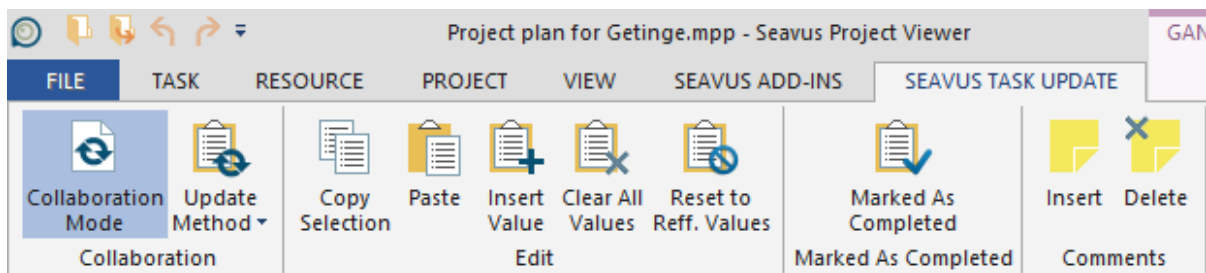 Project plan for Getinge.mpp - Seavus Project Viewer
GAN
FILE TASK RESOURCE PROJECT VIEW SEAVUS ADD-INS SEAVUS TASK UPDATE
Collaboration Update Copy Paste Insert Clear All Reset to Marked As Insert Delete
Mode Method Selection Value Values Reff. Values Completed
Collaboration Edit Marked As Completed Comments